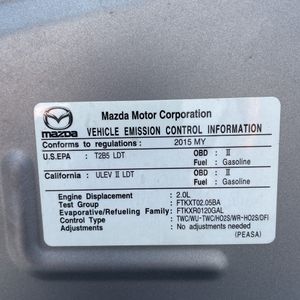 Mazda Motor Corporation
mazda VEHICLE EMISSION CONTROL INFORMATION
Conforms to regulations : 2015 MY
U.S.EPA : T2B5 LDT OBD : II
Fuel : Gasoline
California : ULEV II LDT OBD : II
Fuel : Gasoline
Engine Displacement : 2.0L
Test Group : FTKXT02.05BA
Evaporative/Refueling Family : FTKXR0120GAL
Control : TWC/WU-TWC/HO2S/WR-HO2S/DFI
Adjustments : No adjustments needed
(PEASA)